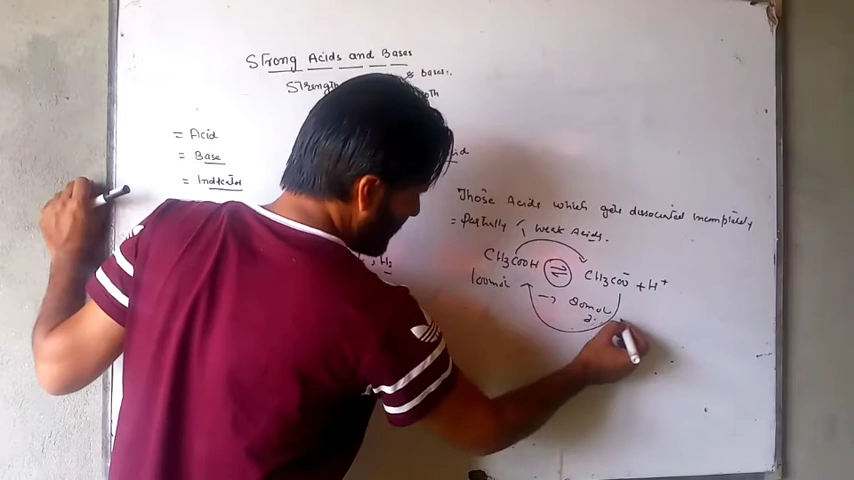 Strong Acids and Bases
Strength & bases.
= Acid
= Base
= Indicator
Those Acids which gets dissociated Incompletely
= Partially ( Weak Acids.
CH3COOH ⇌ CH3COO- + H+
100mol → 20mol